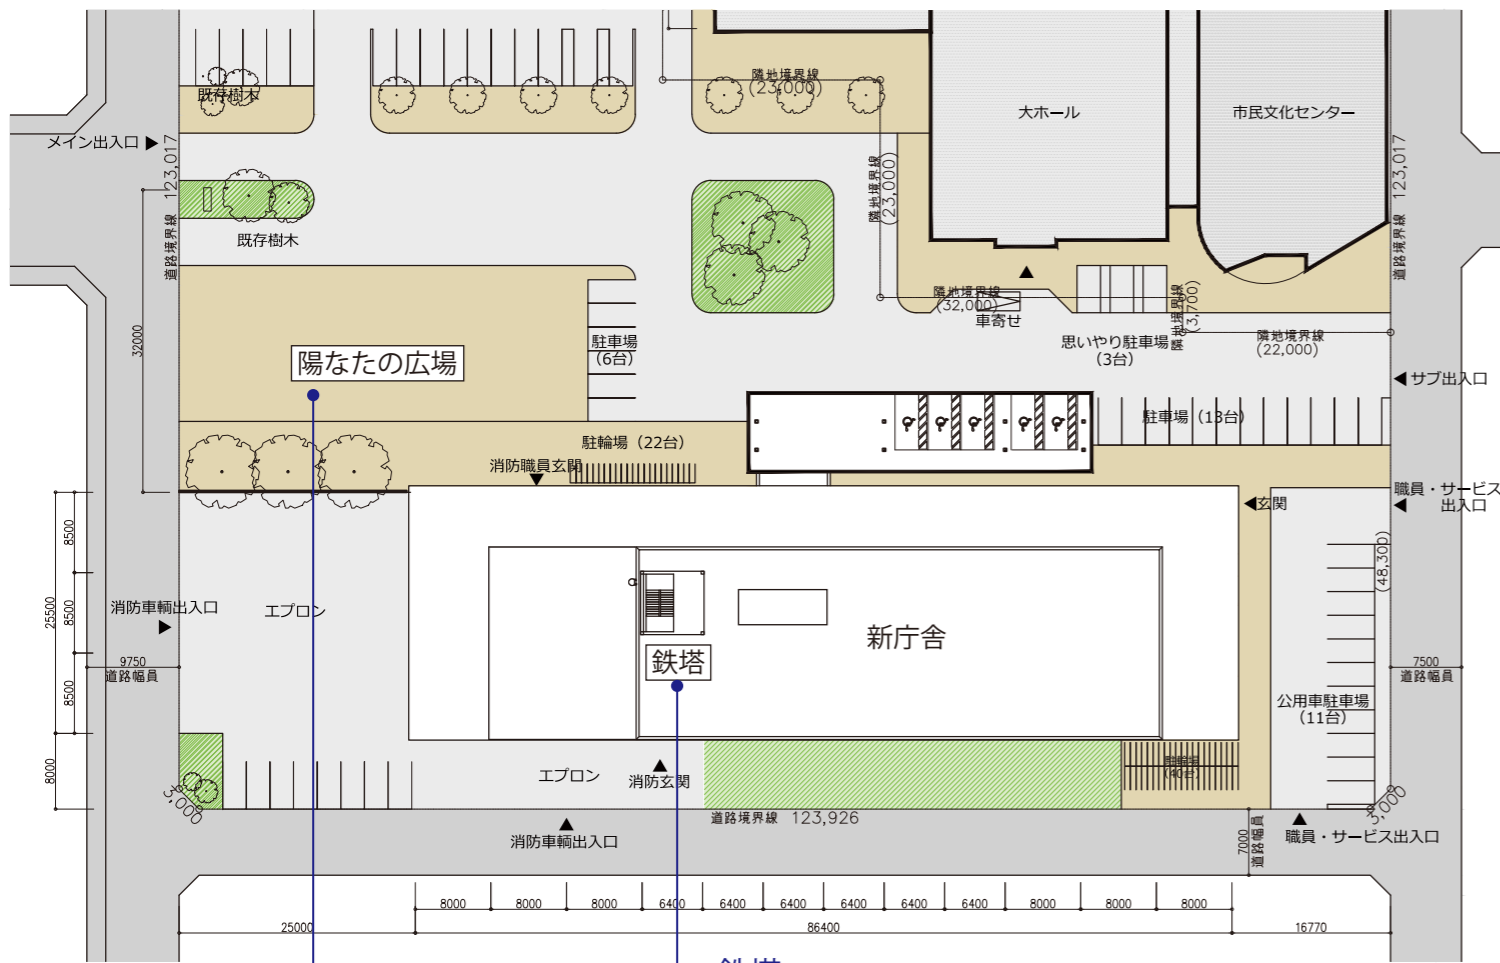 隣地境界線
(23,000)
既存樹木
大ホール
市民文化センター
メイン出入口
道路境界線 123,017
隣地境界線
(23,000)
道路境界線 123,017
既存樹木
隣地境界線
(32,000)
車寄せ
隣地境界線
(3,700)
思いやり駐車場
(3台)
隣地境界線
(22,000)
32000
駐車場
(6台)
陽なたの広場
サブ出入口
駐車場 (13台)
駐輪場 (22台)
消防職員玄関
玄関
職員・サービス
出入口
8500
8500
8500
25500
8000
(48,300)
消防車輌出入口
エプロン
新庁舎
鉄塔
9750
道路幅員
7500
道路幅員
公用車駐車場
(11台)
エプロン
消防玄関
駐輪場
(40台)
3,000
3,000
道路境界線 123,926
消防車輌出入口
7000
道路幅員
職員・サービス出入口
8000 8000 8000 6400 6400 6400 6400 6400 8000 8000 8000
25000 86400 16770